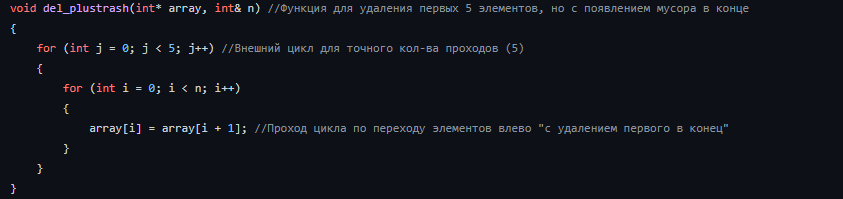 void del_plustrash(int* array, int& n) //Функция для удаления первых 5 элементов, но с появлением мусора в конце
{
for (int j = 0; j < 5; j++) //Внешний цикл для точного кол-ва проходов (5)
{
for (int i = 0; i < n; i++)
{
array[i] = array[i + 1]; //Проход цикла по переходу элементов влево "с удалением первого в конец"
}
}
}